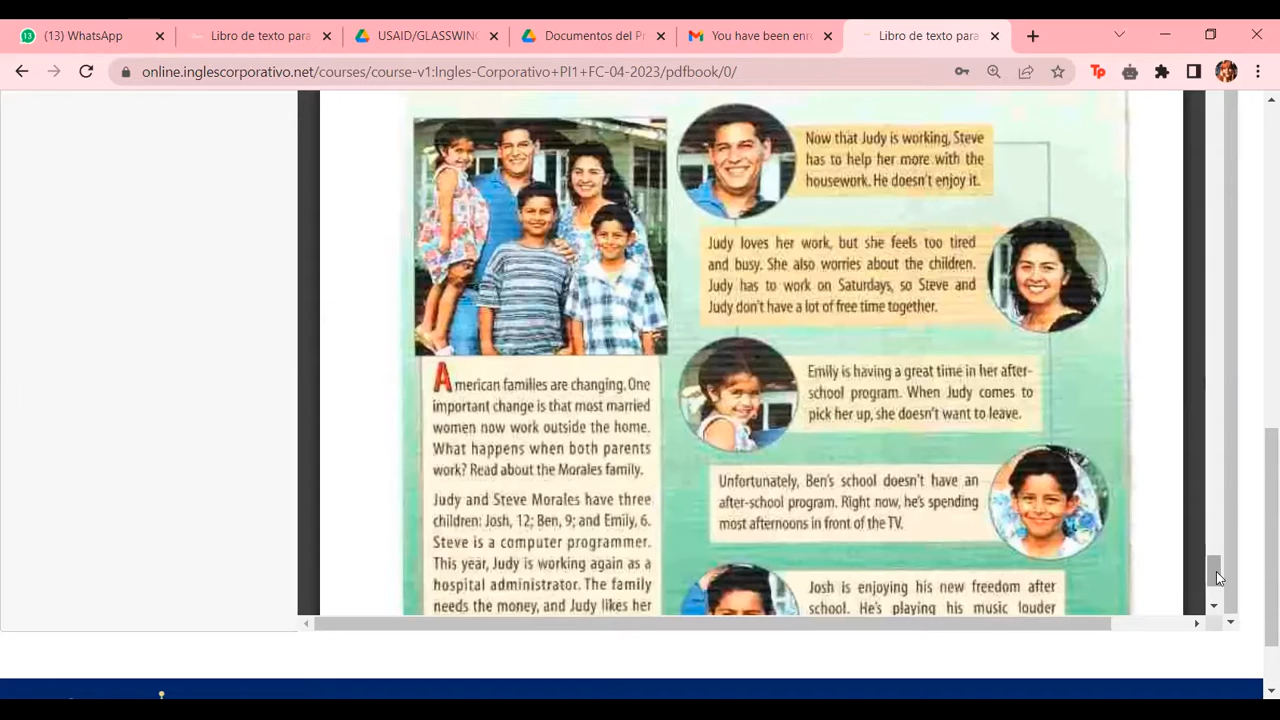 (13) WhatsApp
Libro de texto para
USAID/GLASSWING
Documentos del Pr
You have been enr
Libro de texto para
online.inglescorporativo.net/courses/course-v1:Ingles-Corporativo+PI1+FC-04-2023/pdfbook/0/
Tp
Now that Judy is working, Steve
has to help her more with the
housework. He doesn't enjoy it.
Judy loves her work, but she feels too tired
and busy. She also worries about the children.
Judy has to work on Saturdays, so Steve and
Judy don't have a lot of free time together.
Emily is having a great time in her after-
school program. When Judy comes to
pick her up, she doesn't want to leave.
Unfortunately, Ben's school doesn't have an
after-school program. Right now, he's spending
most afternoons in front of the TV.
Josh is enjoying his new freedom after
school. He's playing his music louder
American families are changing. One
important change is that most married
women now work outside the home.
What happens when both parents
work? Read about the Morales family.
Judy and Steve Morales have three
children: Josh, 12; Ben, 9; and Emily, 6.
Steve is a computer programmer.
This year, Judy is working again as a
hospital administrator. The family
needs the money, and Judy likes her